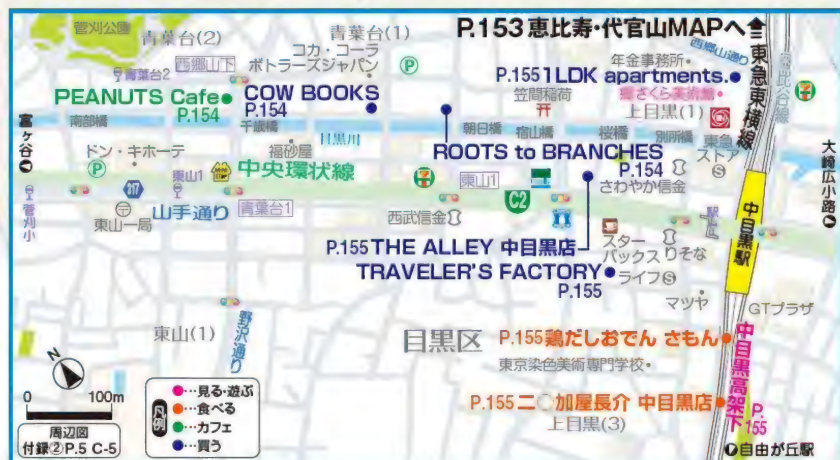 菅刈公園
青葉台(2)
青葉台(1)
P.153 恵比寿・代官山MAPへ
西郷山通り
東急東横線
日比谷線
コカ・コーラ
ボトラーズジャパン
西郷山下
青葉台2
年金事務所
P.155 1LDK apartments.
郷さくら美術館
上目黒(1)
笠間稲荷
PEANUTS Cafe
P.154
COW BOOKS
P.154
富ヶ谷
南部橋
千歳橋
目黒川
朝日橋
宿山橋
桜橋
別所橋
東急
ストア
大崎広小路
ROOTS to BRANCHES
P.154
ドン・キホーテ
福砂屋
東山1
中央環状線
東山1
さわやか信金
C2
317
山手通り
青葉台1
菅刈小
東山一局
西武信金
中目黒駅
P.155 THE ALLEY 中目黒店
スター
バックス
りそな
TRAVELER'S FACTORY
P.155
ライフ
マツヤ
GTプラザ
東山(1)
野沢通り
目黒区
P.155 鶏だしおでん さもん
東京染色美術専門学校
中目黒高架下
P.155
P.155 二〇加屋長介 中目黒店
上目黒(3)
自由が丘駅
N
0 100m
周辺図
付録②P.5 C-5
凡例
●…見る・遊ぶ
●…食べる
●…カフェ
●…買う